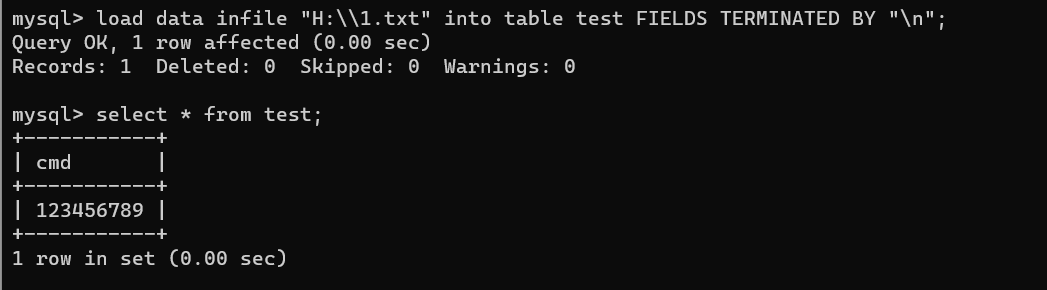 mysql> load data infile "H:\\1.txt" into table test FIELDS TERMINATED BY "\n";
Query OK, 1 row affected (0.00 sec)
Records: 1  Deleted: 0  Skipped: 0  Warnings: 0

mysql> select * from test;
+-----------+
| cmd       |
+-----------+
| 123456789 |
+-----------+
1 row in set (0.00 sec)